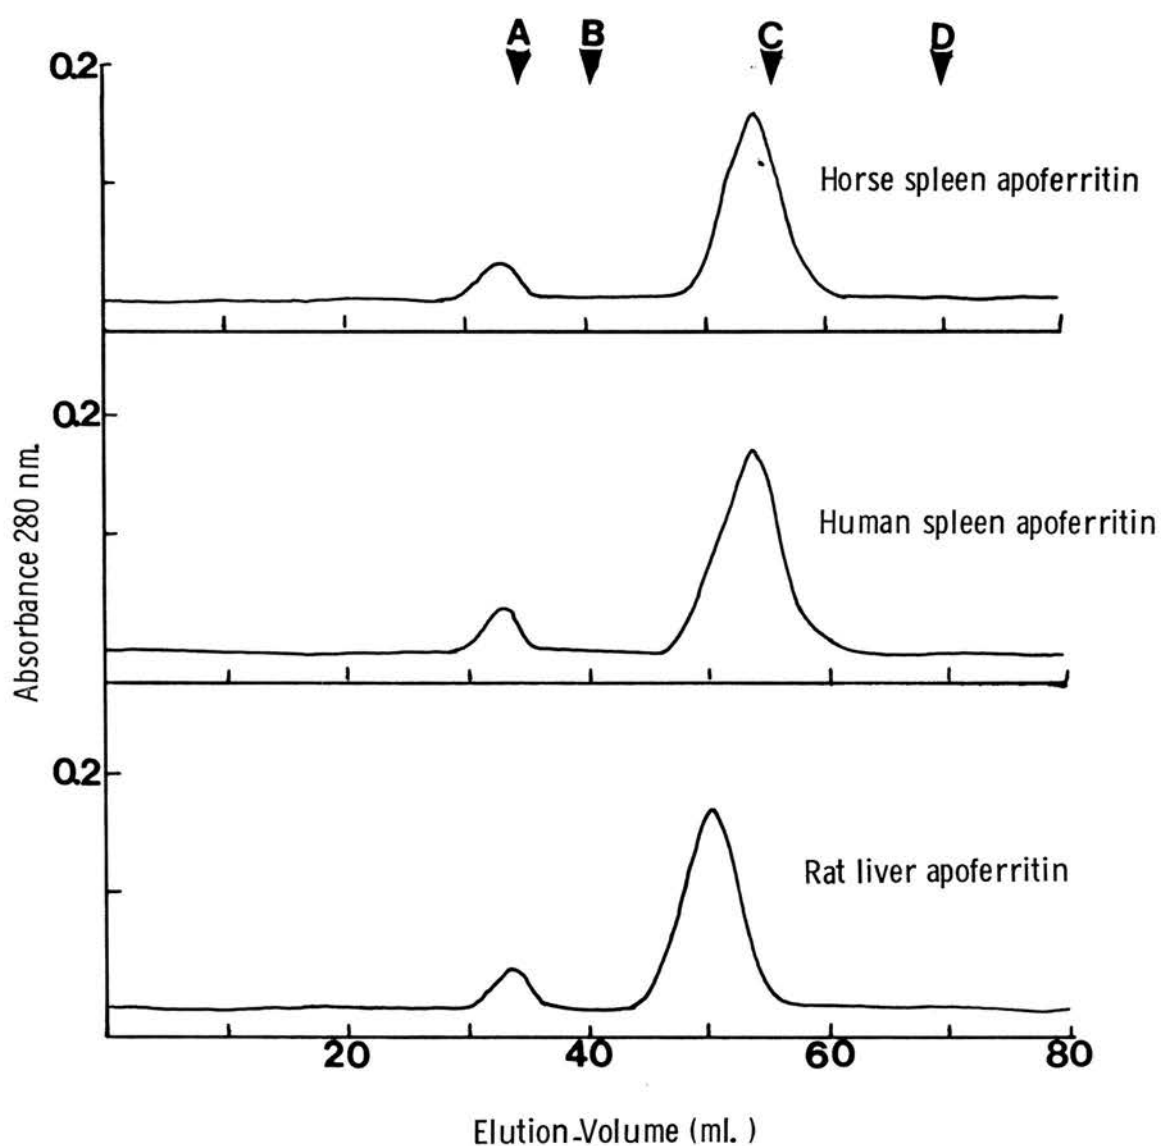 A B C D
0.2
Horse spleen apoferritin
0.2
Human spleen apoferritin
Absorbance 280 nm.
0.2
Rat liver apoferritin
20 40 60 80
Elution-Volume (ml.)